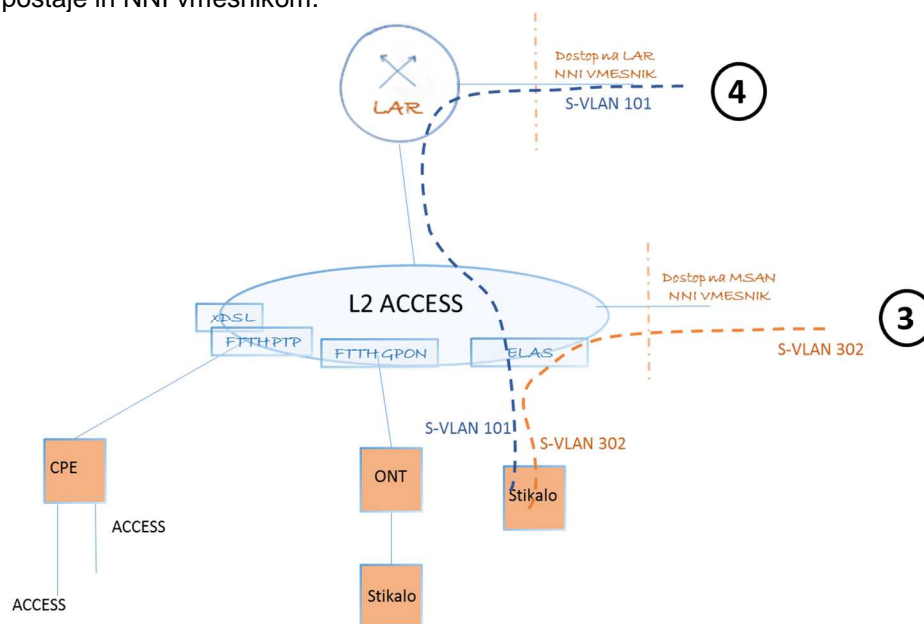 postaje in NNI vmesnikom.
Dostop na LAR
NNI VMESNIK
LAR
S-VLAN 101
4
Dostop na MSAN
NNI VMESNIK
L2 ACCESS
xDSL
FTTH PTP
FTTH GPON
ELAS
3
S-VLAN 302
S-VLAN 101
S-VLAN 302
CPE
ONT
Stikalo
ACCESS
Stikalo
ACCESS